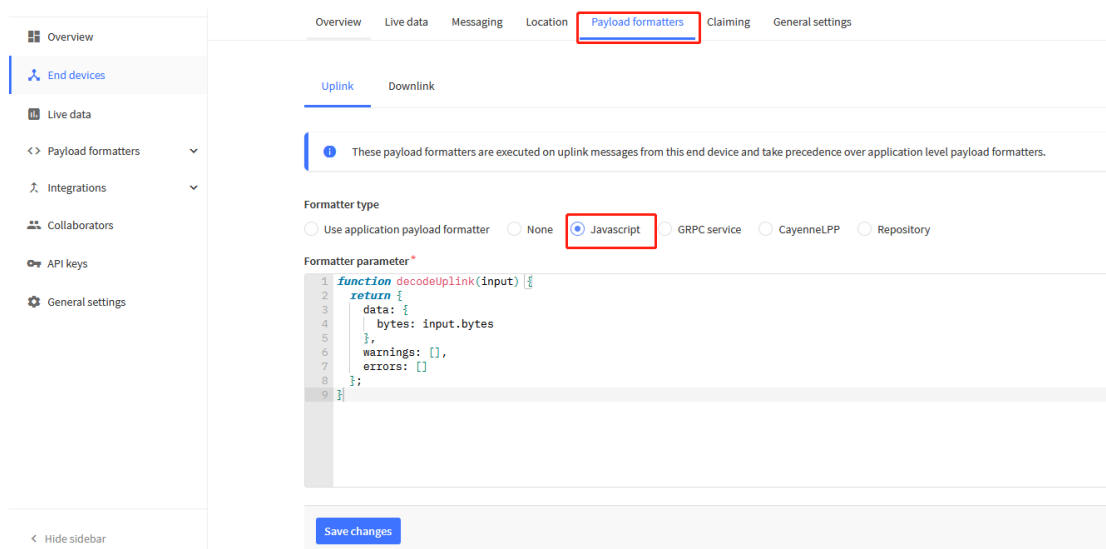 Overview Live data Messaging Location Payload formatters Claiming General settings
Overview
End devices
Live data
Payload formatters
Integrations
Collaborators
API keys
General settings
Hide sidebar
Uplink Downlink
These payload formatters are executed on uplink messages from this end device and take precedence over application level payload formatters.
Formatter type
Use application payload formatter None Javascript GRPC service CayenneLPP Repository
Formatter parameter*
1 function decodeUplink(input) {
2   return {
3     data: {
4       bytes: input.bytes
5     },
6     warnings: [],
7     errors: []
8   };
9 }
Save changes